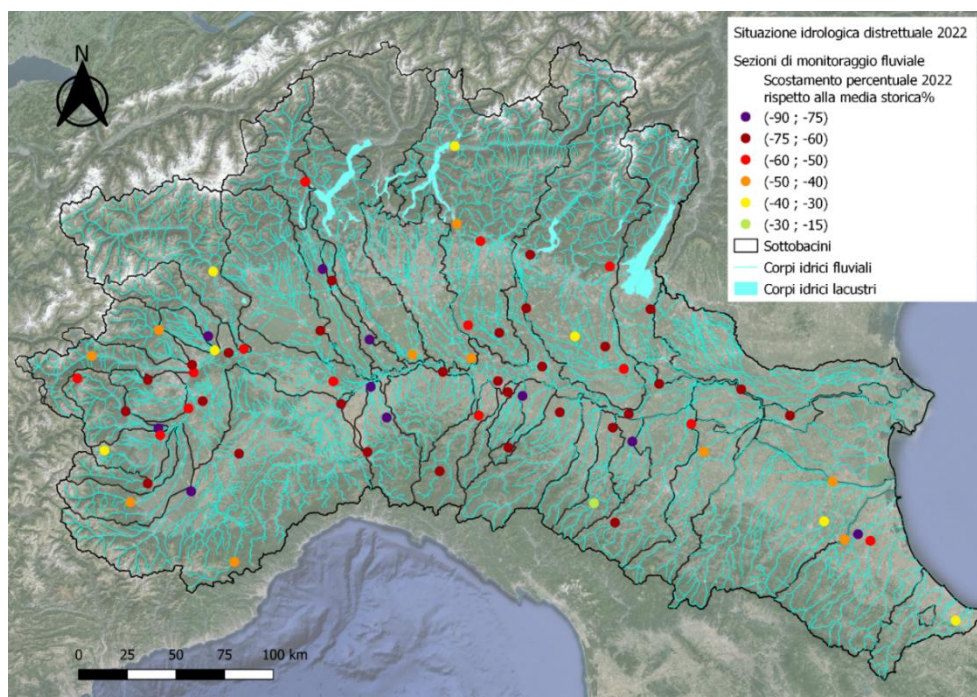 Situazione idrologica distrettuale 2022
Sezioni di monitoraggio fluviale
Scostamento percentuale 2022
rispetto alla media storica%
(-90 ; -75)
(-75 ; -60)
(-60 ; -50)
(-50 ; -40)
(-40 ; -30)
(-30 ; -15)
Sottobacini
Corpi idrici fluviali
Corpi idrici lacustri
N
0 25 50 75 100 km